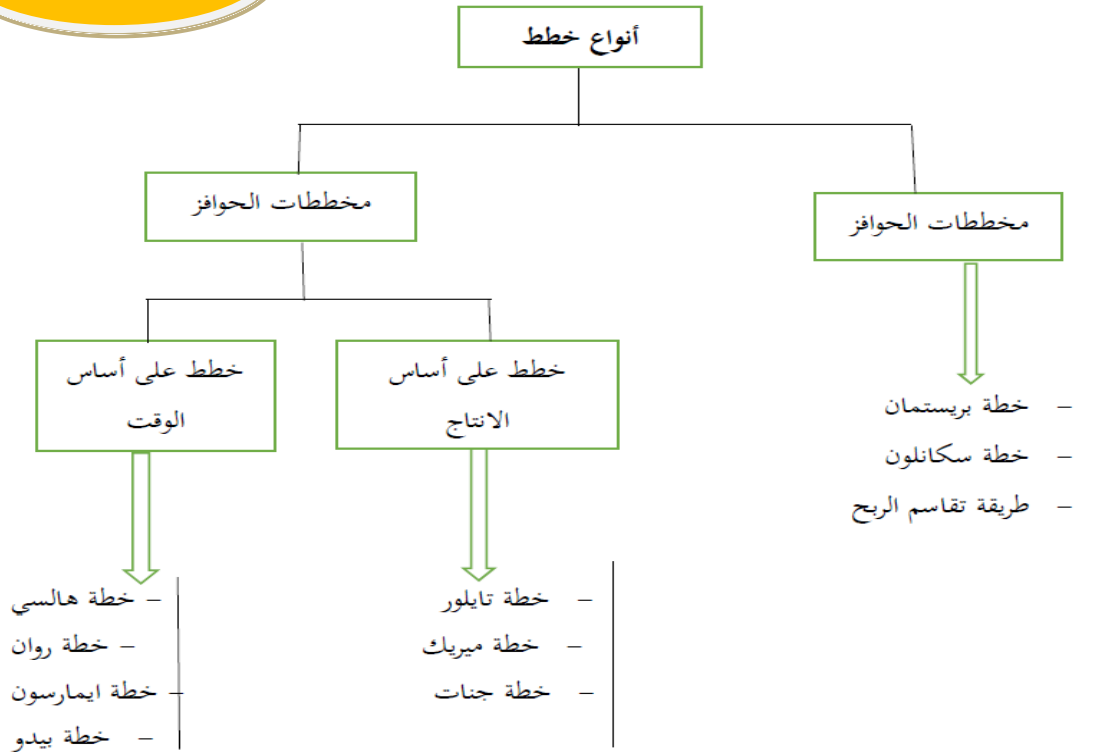 أنواع خطط
مخططات الحوافز
مخططات الحوافز
خطط على أساس
الانتاج
خطط على أساس
الوقت
– خطة بريستمان
– خطة سكانلون
– طريقة تقاسم الربح
– خطة تايلور
– خطة ميريك
– خطة جنات
– خطة هالسي
– خطة روان
– خطة ايمارسون
– خطة بيدو